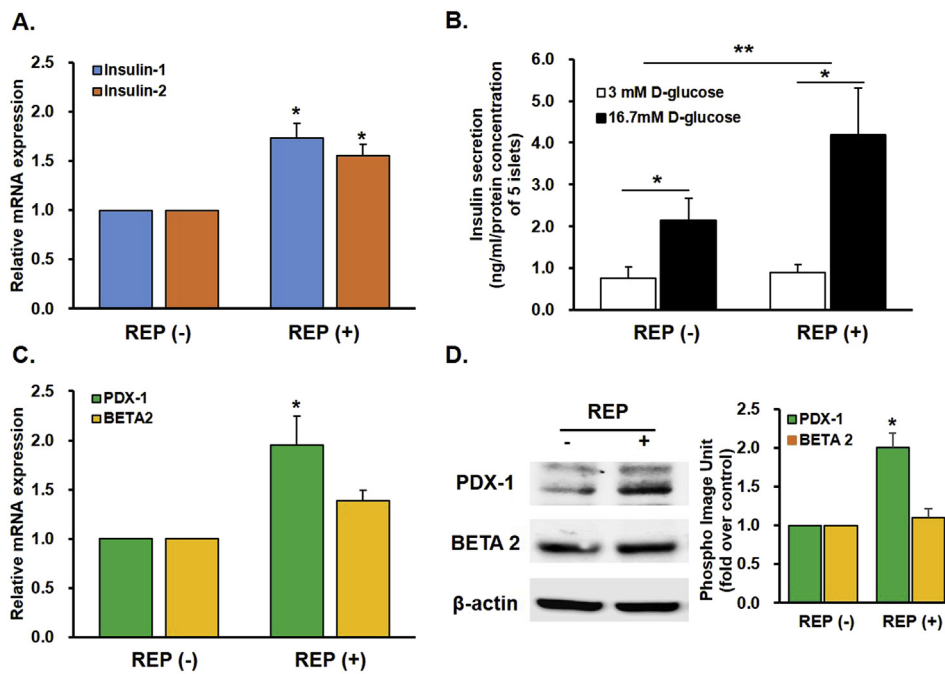 A.
Relative mRNA expression
2.5
2.0
1.5
1.0
0.5
0.0
Insulin-1
Insulin-2
*
*
REP (-)
REP (+)
B.
Insulin secretion
(ng/ml/protein concentration
of 5 islets)
6.0
5.0
4.0
3.0
2.0
1.0
0.0
3 mM D-glucose
16.7mM D-glucose
**
*
*
REP (-)
REP (+)
C.
Relative mRNA expression
2.5
2.0
1.5
1.0
0.5
0.0
PDX-1
BETA2
*
REP (-)
REP (+)
D.
REP
- +
PDX-1
BETA 2
β-actin
Phospho Image Unit
(fold over control)
2.5
2.0
1.5
1.0
0.5
0.0
PDX-1
BETA 2
*
REP (-)
REP (+)